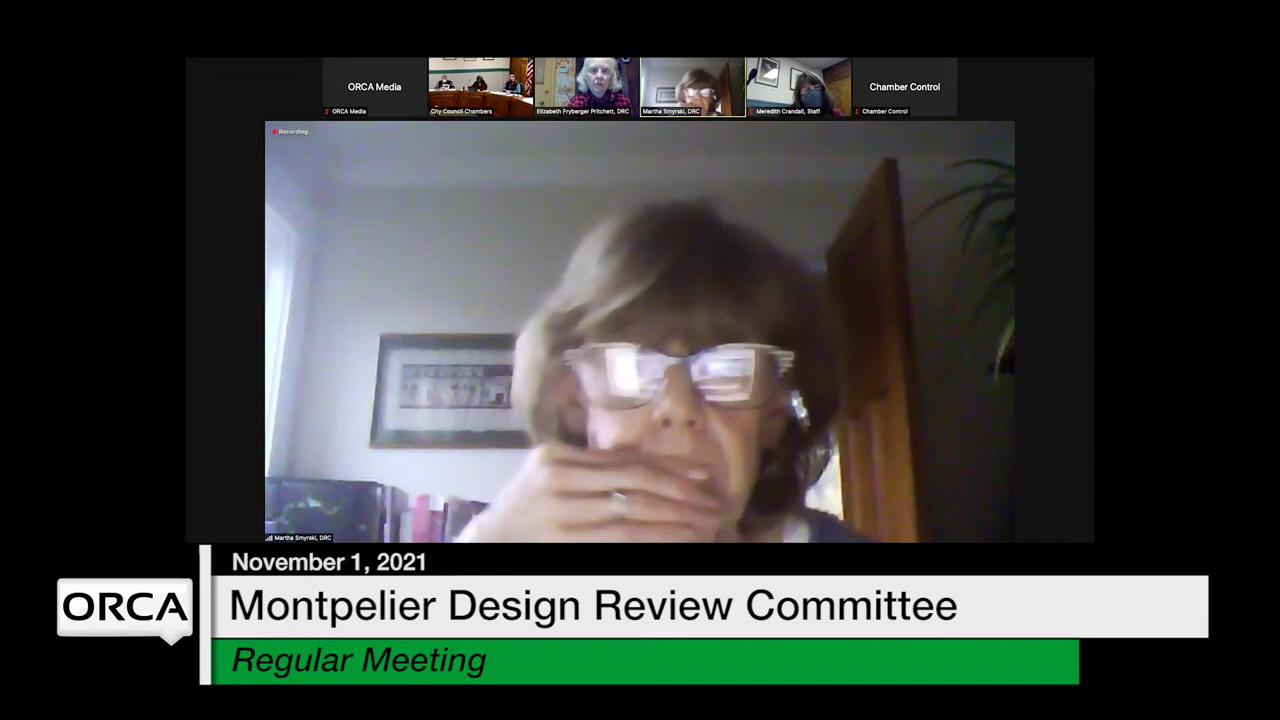 ORCA Media
Chamber Control
ORCA Media
City Council Chambers
Elizabeth Fryberger Pritchett, DRC
Martha Smyrski, DRC
Meredith Crandall, Staff
Chamber Control
Recording
Martha Smyrski, DRC
November 1, 2021
ORCA
Montpelier Design Review Committee
Regular Meeting